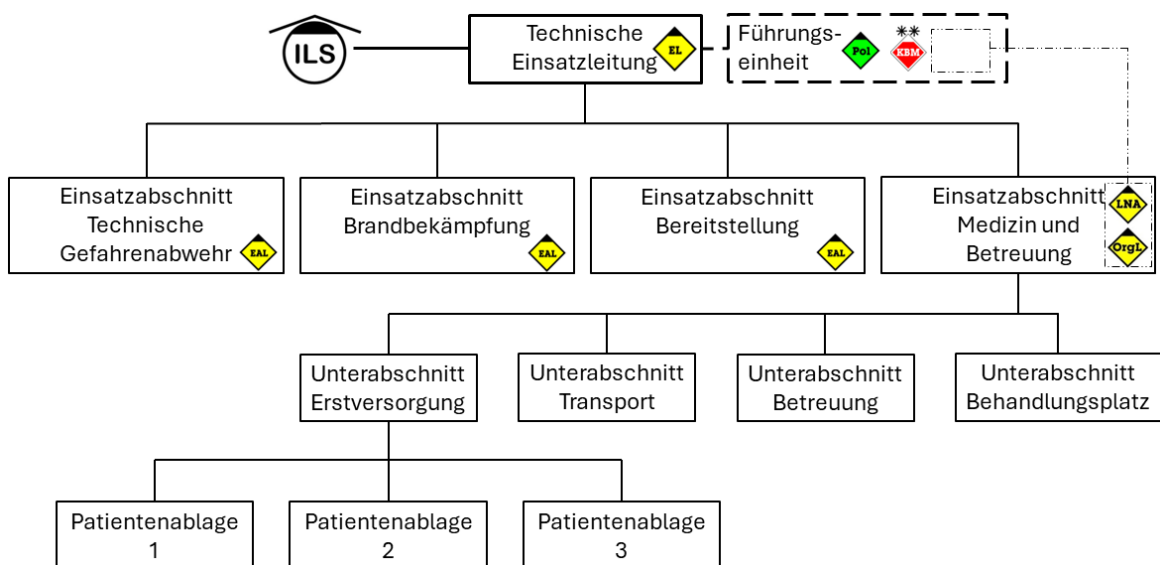 ILS
Technische
Einsatzleitung
EL
Führungs-
einheit
Pol
**
KBM
Einsatzabschnitt
Technische
Gefahrenabwehr
EAL
Einsatzabschnitt
Brandbekämpfung
EAL
Einsatzabschnitt
Bereitstellung
EAL
Einsatzabschnitt
Medizin und
Betreuung
LNA
OrgL
Unterabschnitt
Erstversorgung
Unterabschnitt
Transport
Unterabschnitt
Betreuung
Unterabschnitt
Behandlungsplatz
Patientenablage
1
Patientenablage
2
Patientenablage
3